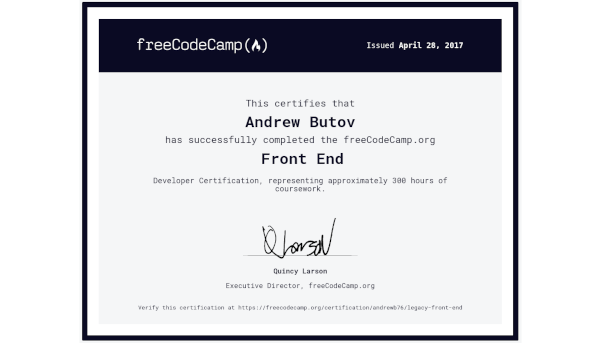 freeCodeCamp
Issued April 28, 2017
This certifies that
Andrew Butov
has successfully completed the freeCodeCamp.org
Front End
Developer Certification, representing approximately 300 hours of
coursework.
Quincy Larson
Executive Director, freeCodeCamp.org
Verify this certification at https://freecodecamp.org/certification/andrewb76/legacy-front-end